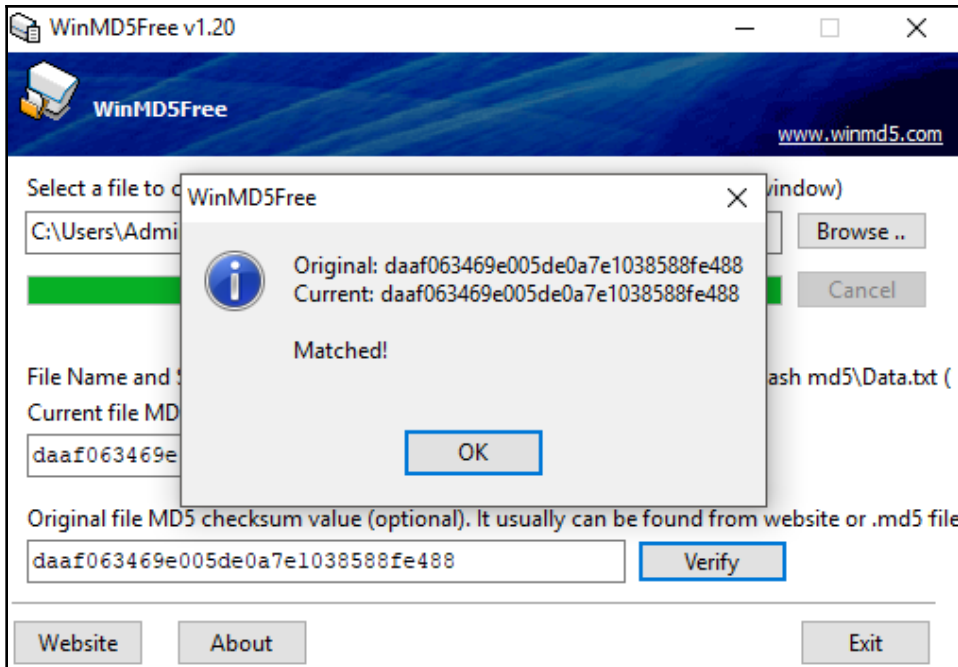 WinMD5Free v1.20
WinMD5Free
www.winmd5.com
Select a file to
window)
C:\Users\Admi
Browse ..
WinMD5Free
Original: daaf063469e005de0a7e1038588fe488
Current: daaf063469e005de0a7e1038588fe488
Matched!
OK
Cancel
File Name and
ash md5\Data.txt (
Current file MD
daaf063469e
Original file MD5 checksum value (optional). It usually can be found from website or .md5 file
daaf063469e005de0a7e1038588fe488
Verify
Website
About
Exit